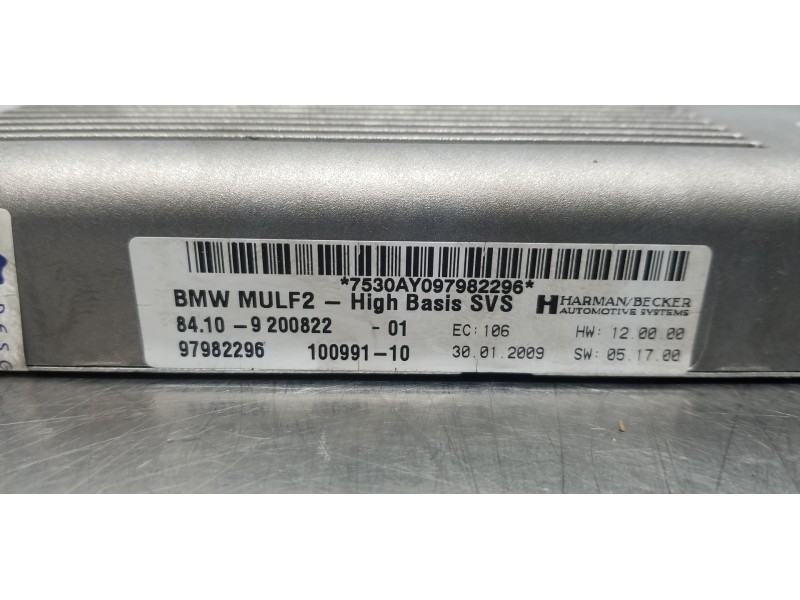 *7530AY097982296*
BMW MULF2 – High Basis SVS
HARMAN/BECKER
AUTOMOTIVE SYSTEMS
84.10 – 9 200822 – 01 EC: 106 HW: 12.00.00
97982296 100991–10 30.01.2009 SW: 05.17.00